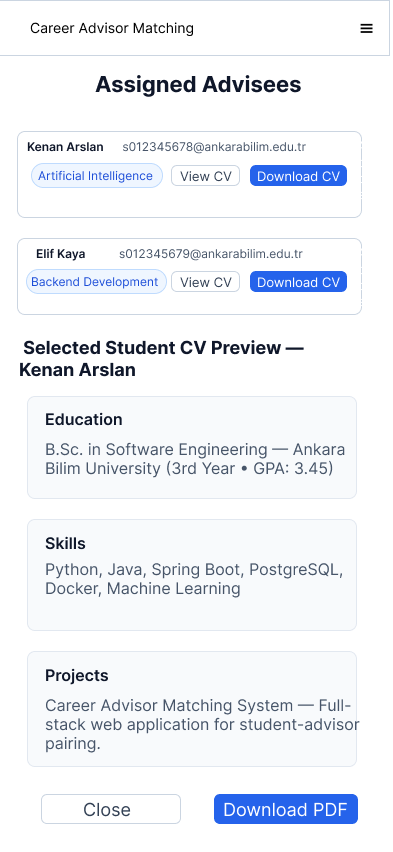 Career Advisor Matching
Assigned Advisees
Kenan Arslan s012345678@ankarabilim.edu.tr
Artificial Intelligence View CV Download CV
Elif Kaya s012345679@ankarabilim.edu.tr
Backend Development View CV Download CV
Selected Student CV Preview —
Kenan Arslan
Education
B.Sc. in Software Engineering — Ankara
Bilim University (3rd Year • GPA: 3.45)
Skills
Python, Java, Spring Boot, PostgreSQL,
Docker, Machine Learning
Projects
Career Advisor Matching System — Full-
stack web application for student-advisor
pairing.
Close Download PDF